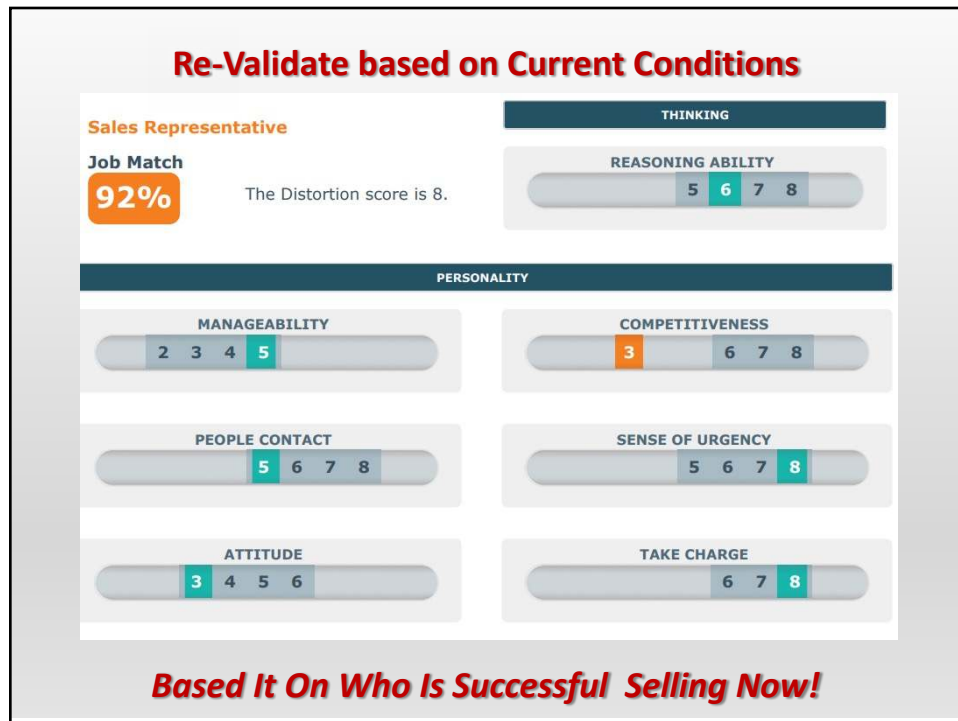 Re-Validate based on Current Conditions
Sales Representative
Job Match
92%
The Distortion score is 8.
THINKING
REASONING ABILITY
5 6 7 8
PERSONALITY
MANAGEABILITY
2 3 4 5
COMPETITIVENESS
3 6 7 8
PEOPLE CONTACT
5 6 7 8
SENSE OF URGENCY
5 6 7 8
ATTITUDE
3 4 5 6
TAKE CHARGE
6 7 8
Based It On Who Is Successful Selling Now!